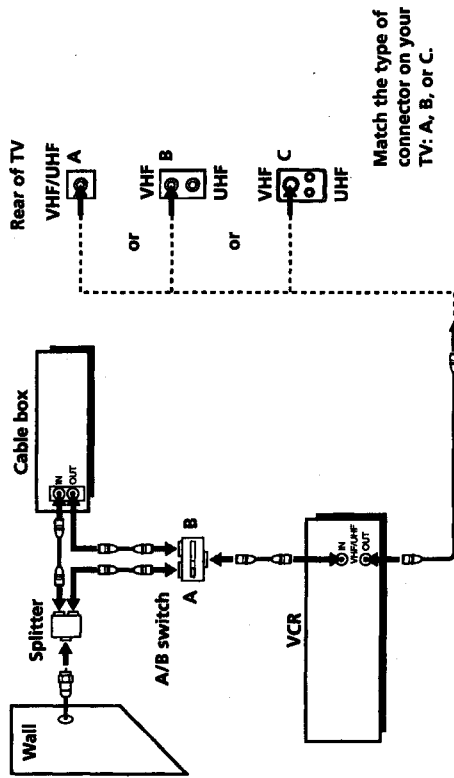 Wall
Splitter
Cable box
IN
OUT
A/B switch
A
B
VCR
IN
VHF/UHF
OUT
Rear of TV
VHF/UHF
A
or
VHF
B
UHF
or
VHF
C
UHF
Match the type of
connector on your
TV: A, B, or C.